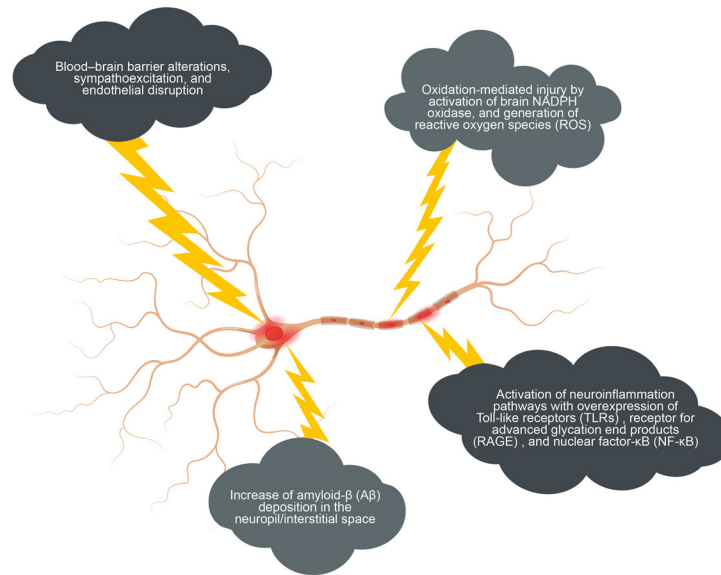 Blood–brain barrier alterations,
sympathoexcitation, and
endothelial disruption
Oxidation-mediated injury by
activation of brain NADPH
oxidase, and generation of
reactive oxygen species (ROS)
Activation of neuroinflammation
pathways with overexpression of
Toll-like receptors (TLRs) , receptor for
advanced glycation end products
(RAGE) , and nuclear factor-κB (NF-κB)
Increase of amyloid-β (Aβ)
deposition in the
neuropil/interstitial space